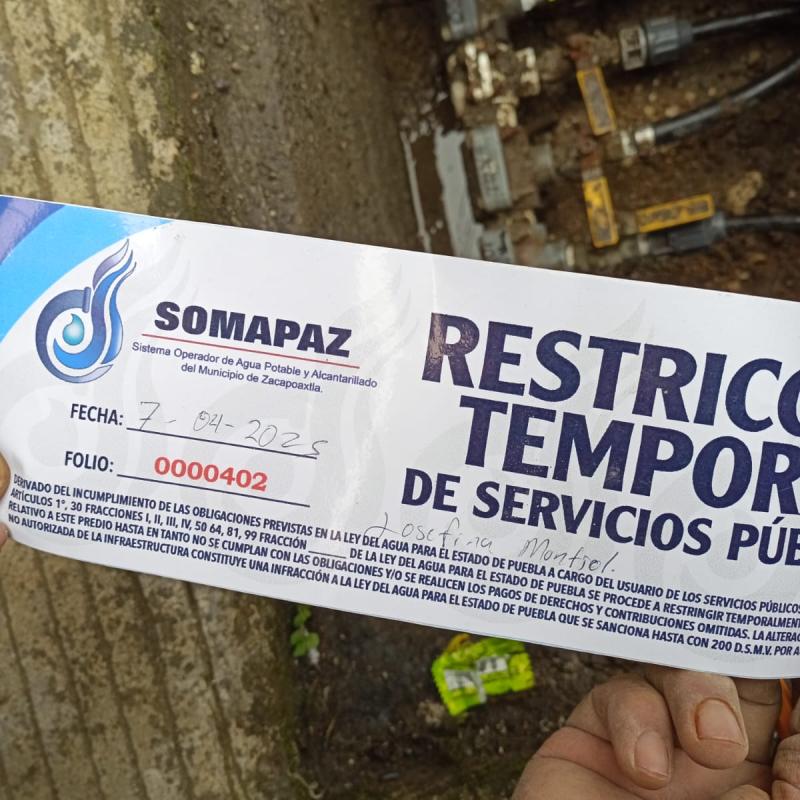 SOMAPAZ
Sistema Operador de Agua Potable y Alcantarillado
del Municipio de Zacapoaxtla.
FECHA: 7-04-2025
FOLIO: 0000402
RESTRICC
TEMPOR
DE SERVICIOS PÚB
Josefina Montiel.
DERIVADO DEL INCUMPLIMIENTO DE LAS OBLIGACIONES PREVISTAS EN LA LEY DEL AGUA PARA EL ESTADO DE PUEBLA A CARGO DEL USUARIO DE LOS SERVICIOS PÚBLICOS
ARTÍCULOS 1°, 30 FRACCIONES I, II, III, IV, 50 64, 81, 99 FRACCIÓN ____ DE LA LEY DEL AGUA PARA EL ESTADO DE PUEBLA SE PROCEDE A RESTRINGIR TEMPORALMENT
RELATIVO A ESTE PREDIO HASTA EN TANTO NO SE CUMPLAN CON LAS OBLIGACIONES Y/O SE REALICEN LOS PAGOS DE DERECHOS Y CONTRIBUCIONES OMITIDAS. LA ALTERAC
NO AUTORIZADA DE LA INFRAESTRUCTURA CONSTITUYE UNA INFRACCIÓN A LA LEY DEL AGUA PARA EL ESTADO DE PUEBLA QUE SE SANCIONA HASTA CON 200 D.S.M.V. POR A